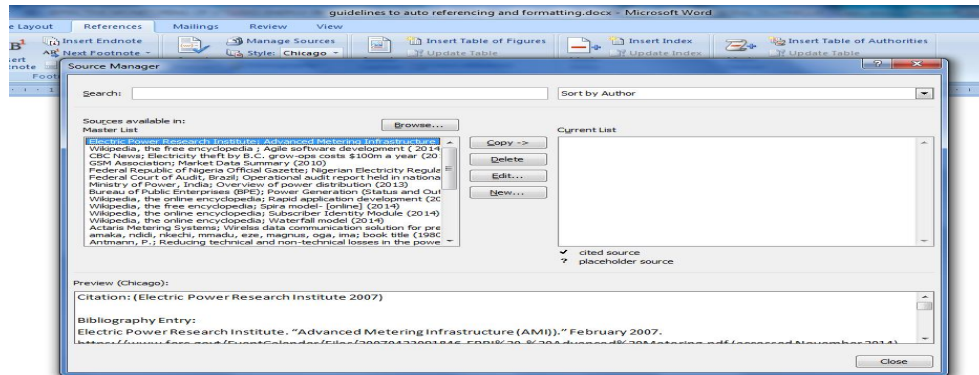 guidelines to auto referencing and formatting.docx - Microsoft Word
e Layout References Mailings Review View
Insert Endnote Manage Sources Insert Table of Figures Insert Index Insert Table of Authorities
Next Footnote Style: Chicago Update Table Update Index Update Table
Source Manager
Search: Sort by Author
Sources available in:
Master List Browse... Current List
Electric Power Research Institute; Advanced Metering Infrastructure
Wikipedia, the free encyclopedia ; Agile software development ( 2014
CBC News; Electricity theft by B.C. grow-ops costs $100m a year (20
GSM Association; Market Data Summary (2010)
Federal Republic of Nigeria Official Gazette; Nigerian Electricity Regula
Federal Court of Audit, Brazil; Operational audit report held in nationa
Ministry of Power, India; Overview of power distribution (2013)
Bureau of Public Enterprises (BPE); Power Generation (Status and Out
Wikipedia, the online encyclopedia; Rapid application development (20
Wikipedia, the free encyclopedia; Spira model- [online] (2014)
Wikipedia, the online encyclopedia; Subscriber Identity Module (2014)
Wikipedia, the online encyclopedia; Waterfall model (2014)
Actaris Metering Systems; Wirelss data communication solution for pre
amaka, ndidi, nkechi, mmadu, eze, magnus, oga, ima; book title (1980
Antmann, P.; Reducing technical and non-technical losses in the powe
Copy ->
Delete
Edit...
New...
cited source
? placeholder source
Preview (Chicago):
Citation: (Electric Power Research Institute 2007)
Bibliography Entry:
Electric Power Research Institute. "Advanced Metering Infrastructure (AMI))." February 2007.
Close